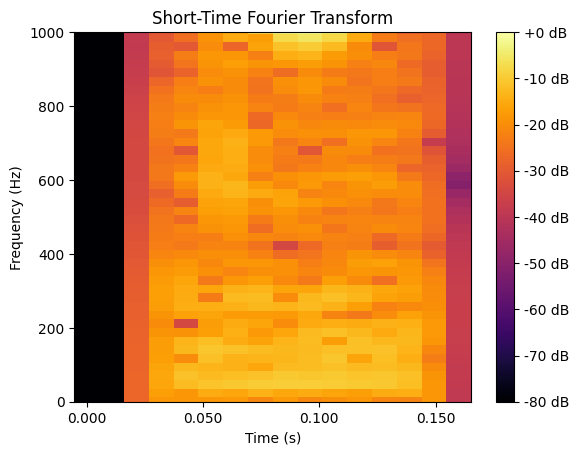 Short-Time Fourier Transform
1000
800
600
400
200
0
Frequency (Hz)
0.000
0.050
0.100
0.150
Time (s)
+0 dB
-10 dB
-20 dB
-30 dB
-40 dB
-50 dB
-60 dB
-70 dB
-80 dB